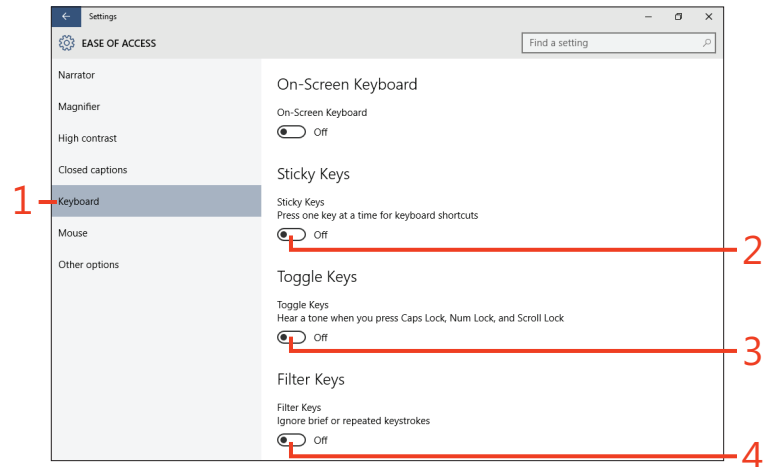 Settings
EASE OF ACCESS
Find a setting
Narrator
Magnifier
High contrast
Closed captions
Keyboard
Mouse
Other options
On-Screen Keyboard
On-Screen Keyboard
Off
Sticky Keys
Sticky Keys
Press one key at a time for keyboard shortcuts
Off
Toggle Keys
Toggle Keys
Hear a tone when you press Caps Lock, Num Lock, and Scroll Lock
Off
Filter Keys
Filter Keys
Ignore brief or repeated keystrokes
Off
1
2
3
4